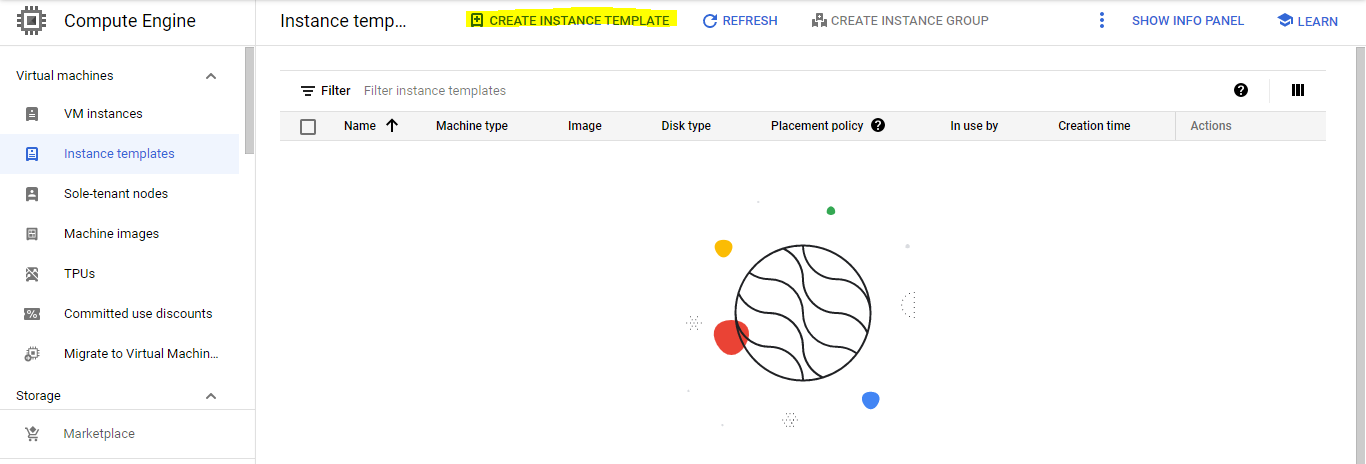 Compute Engine
Instance temp...
CREATE INSTANCE TEMPLATE
REFRESH
CREATE INSTANCE GROUP
SHOW INFO PANEL
LEARN
Virtual machines
VM instances
Instance templates
Sole-tenant nodes
Machine images
TPUs
Committed use discounts
Migrate to Virtual Machin...
Storage
Marketplace
Filter Filter instance templates
Name Machine type Image Disk type Placement policy In use by Creation time Actions